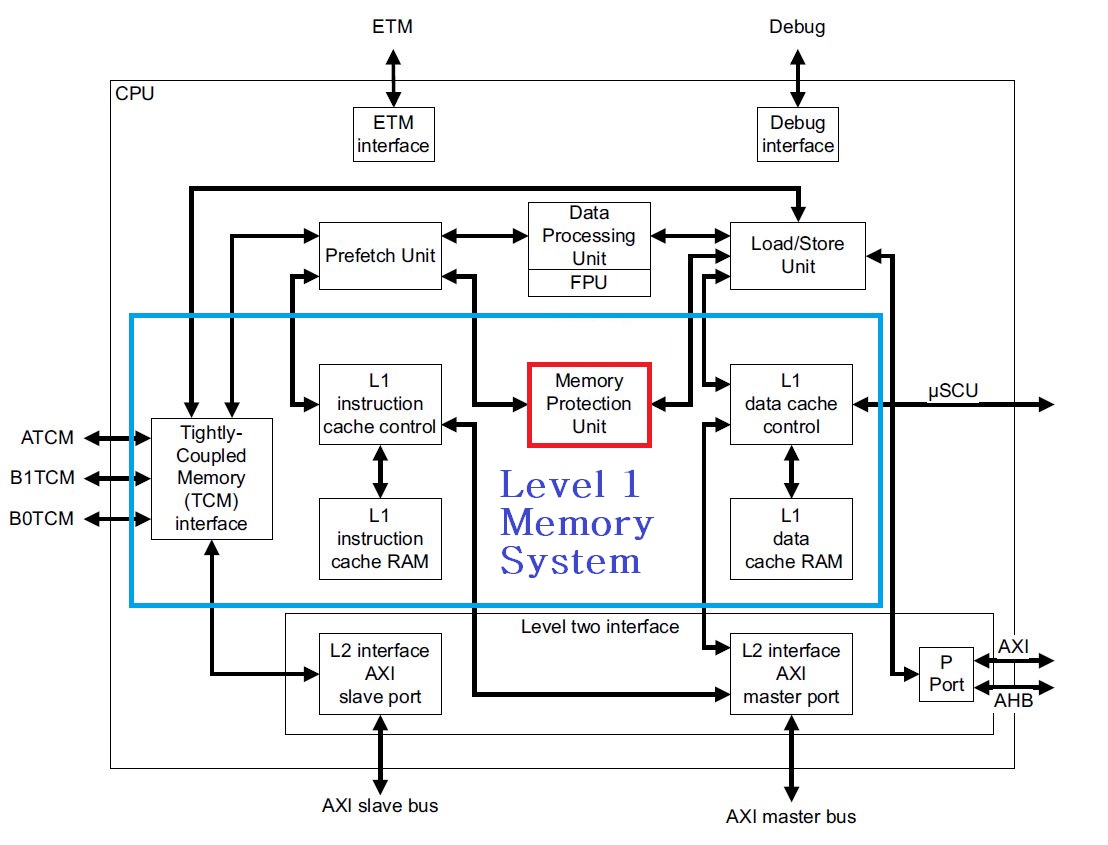 ETM
Debug
CPU
ETM
interface
Debug
interface
Prefetch Unit
Data
Processing
Unit
FPU
Load/Store
Unit
L1
instruction
cache control
Memory
Protection
Unit
L1
data cache
control
µSCU
ATCM
B1TCM
B0TCM
Tightly-
Coupled
Memory
(TCM)
interface
L1
instruction
cache RAM
Level 1
Memory
System
L1
data
cache RAM
Level two interface
L2 interface
AXI
slave port
L2 interface
AXI
master port
P
Port
AXI
AHB
AXI slave bus
AXI master bus